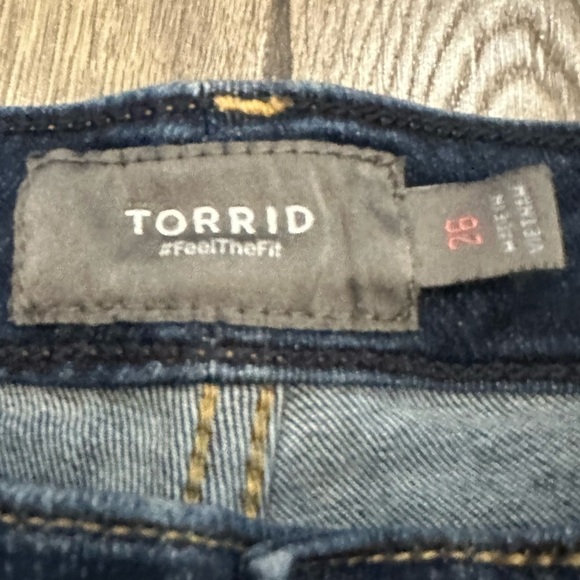 TORRID
#FeelTheFit
26
MADE IN
VIETNAM